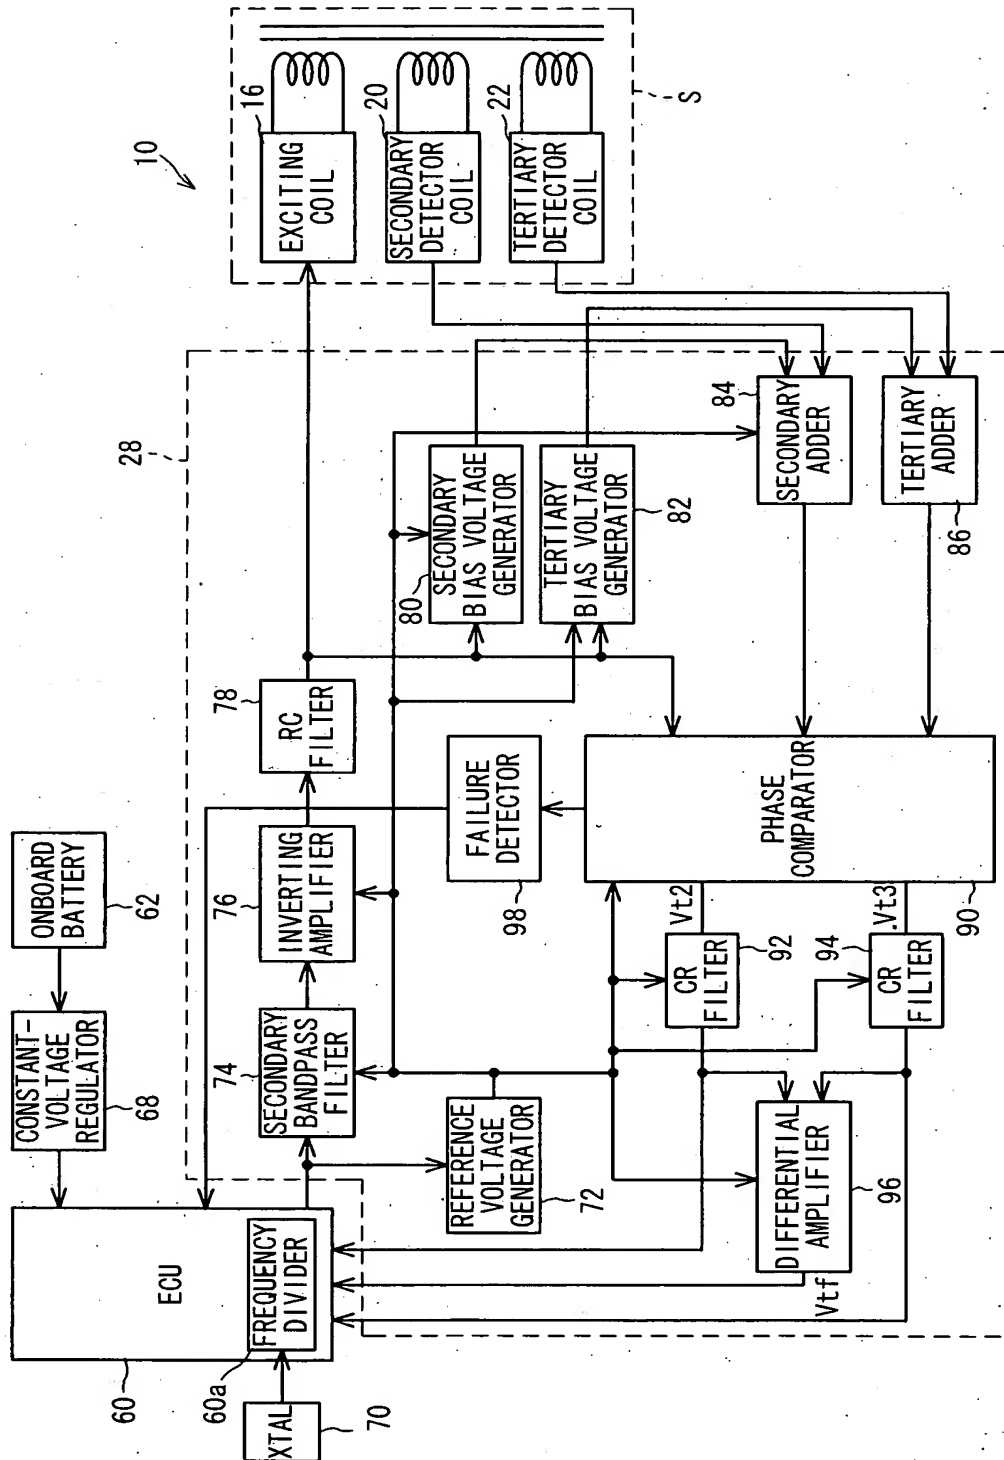 10
16
EXCITING
COIL
20
SECONDARY
DETECTOR
COIL
22
TERTIARY
DETECTOR
COIL
S
28
ONBOARD
BATTERY
62
CONSTANT-
VOLTAGE
REGULATOR
68
ECU
60
FREQUENCY
DIVIDER
60a
XTAL
70
74
SECONDARY
BANDPASS
FILTER
76
INVERTING
AMPLIFIER
78
RC
FILTER
REFERENCE
VOLTAGE
GENERATOR
72
80
SECONDARY
BIAS VOLTAGE
GENERATOR
TERTIARY
BIAS VOLTAGE
GENERATOR
82
84
SECONDARY
ADDER
TERTIARY
ADDER
86
FAILURE
DETECTOR
98
PHASE
COMPARATOR
90
Vt2
CR
FILTER
92
Vt3
94
CR
FILTER
DIFFERENTIAL
AMPLIFIER
96
Vtf